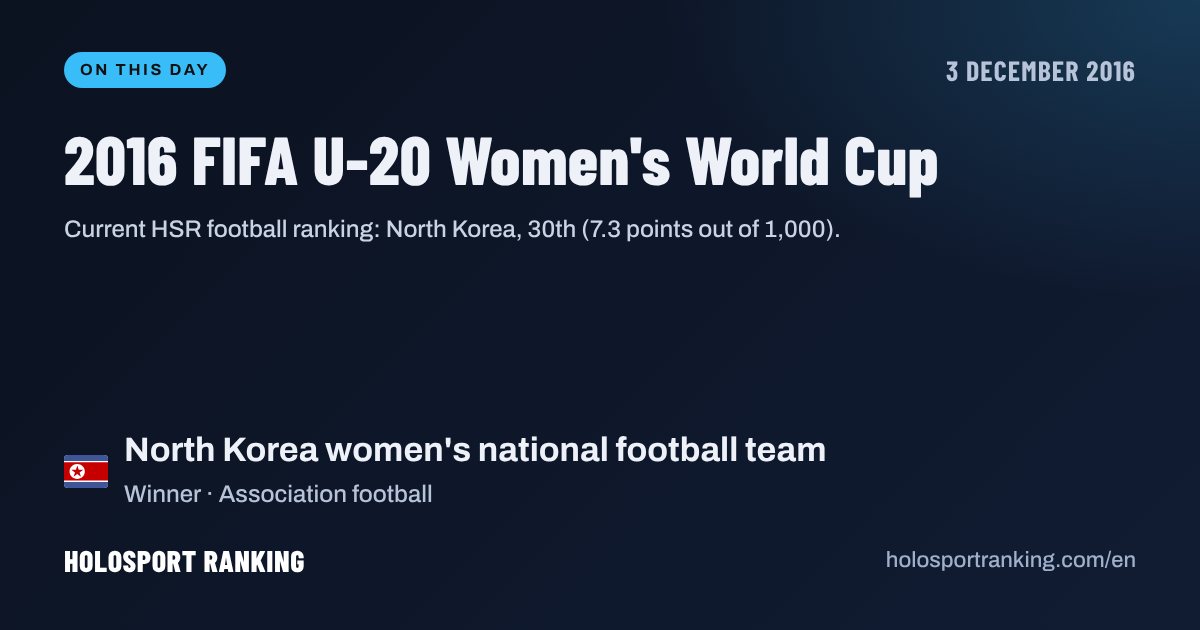 ON THIS DAY
3 DECEMBER 2016
2016 FIFA U-20 Women's World Cup
Current HSR football ranking: North Korea, 30th (7.3 points out of 1,000).
North Korea women's national football team
Winner · Association football
HOLOSPORT RANKING
holosportranking.com/en